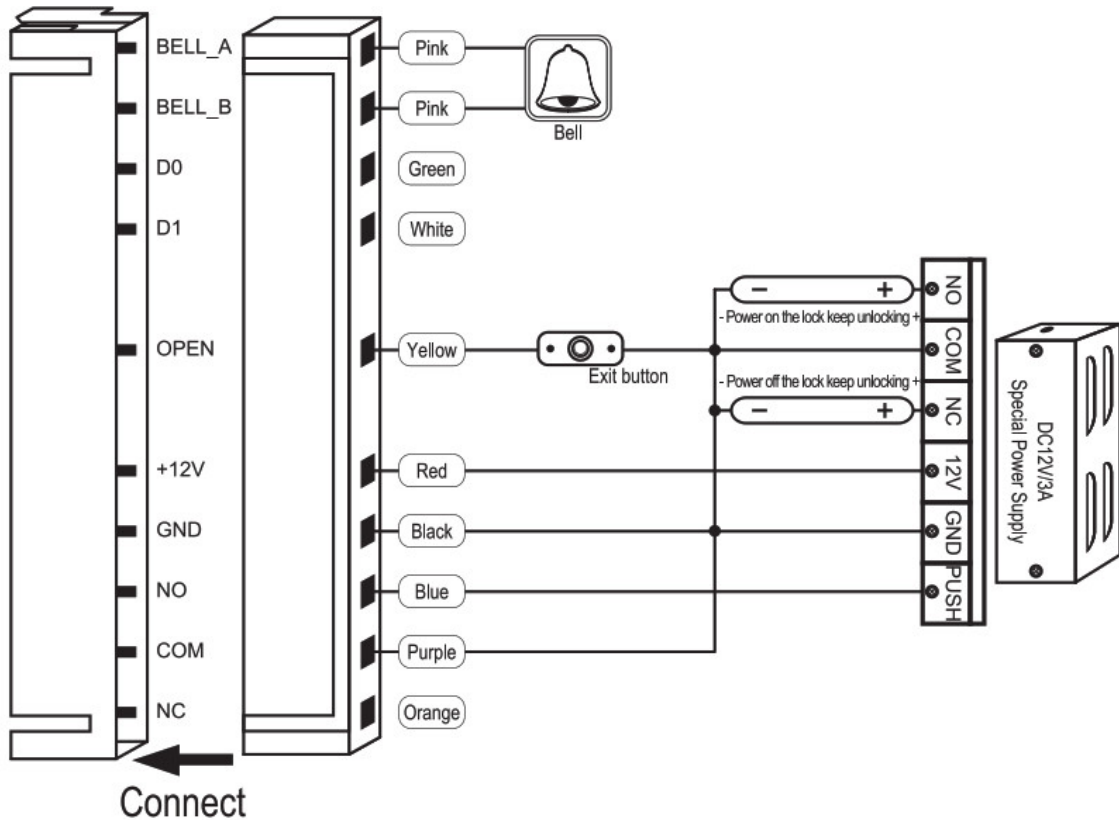 BELL_A
Pink
BELL_B
Pink
Bell
D0
Green
D1
White
- +
NO
- Power on the lock keep unlocking +
OPEN
Yellow
Exit button
COM
- Power off the lock keep unlocking +
- +
NC
+12V
Red
12V
GND
Black
GND
NO
Blue
PUSH
COM
Purple
NC
Orange
DC12V/3A
Special Power Supply
Connect